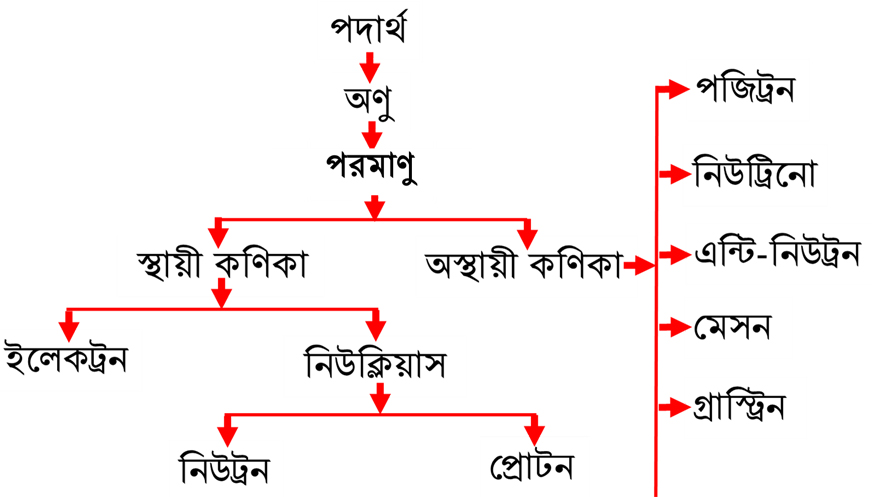 পদার্থ
অণু
পরমাণু
স্থায়ী কণিকা
অস্থায়ী কণিকা
ইলেকট্রন
নিউক্লিয়াস
নিউট্রন
প্রোটন
পজিট্রন
নিউট্রিনো
এন্টি-নিউট্রন
মেসন
গ্রাস্ট্রিন